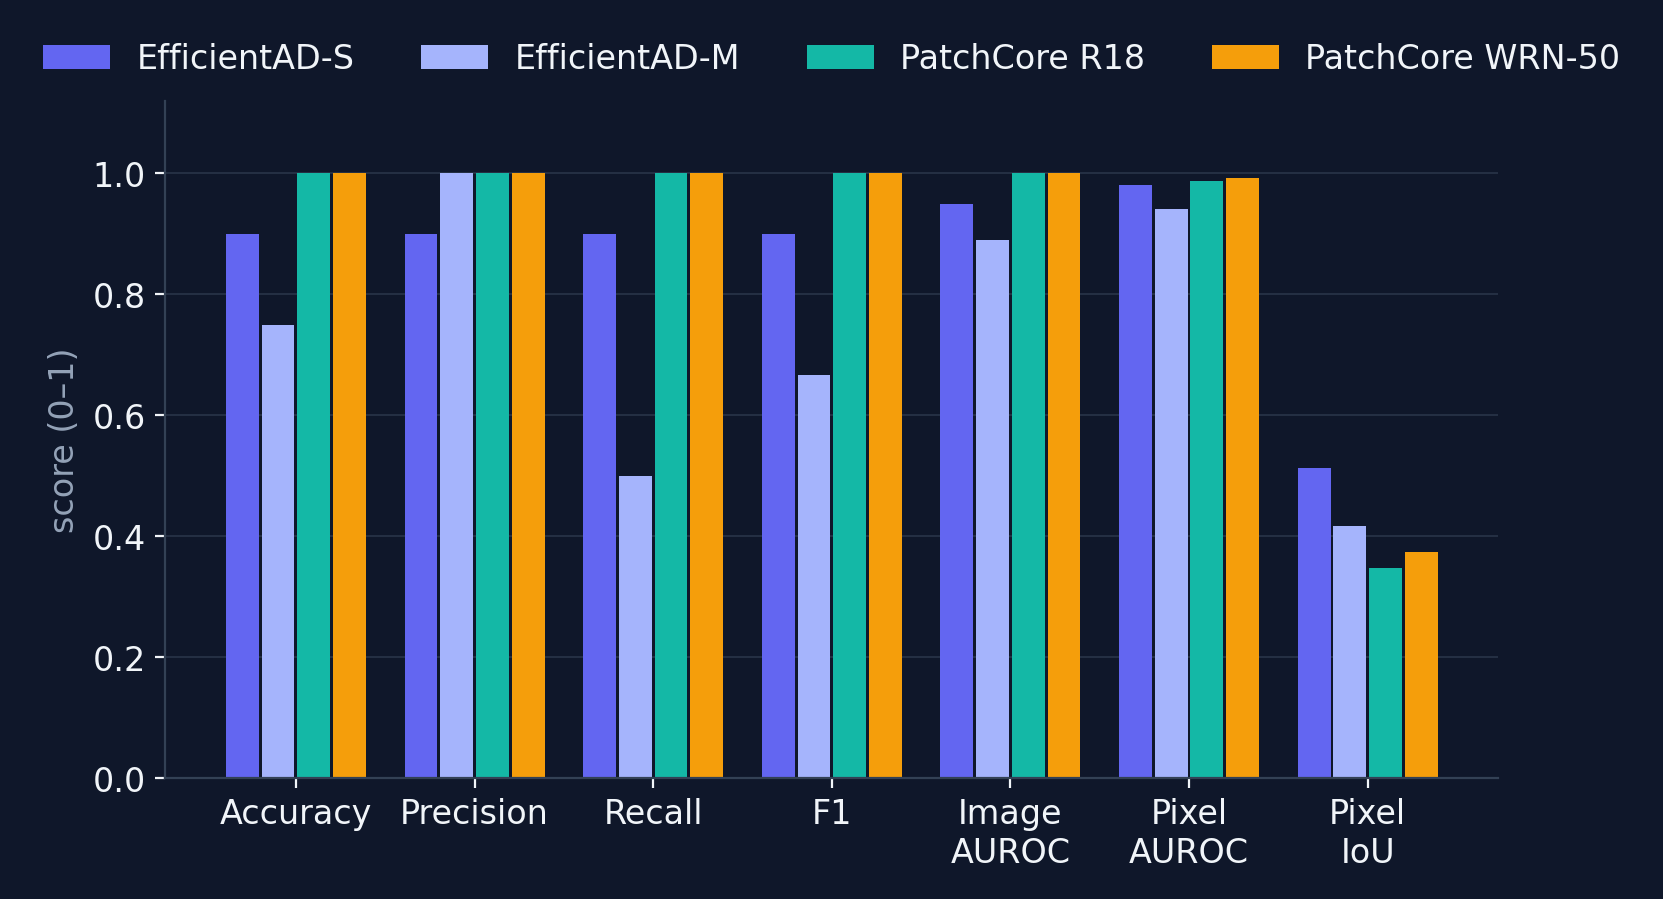 EfficientAD-S EfficientAD-M PatchCore R18 PatchCore WRN-50
score (0–1)
1.0
0.8
0.6
0.4
0.2
0.0
Accuracy Precision Recall F1 Image AUROC Pixel AUROC Pixel IoU